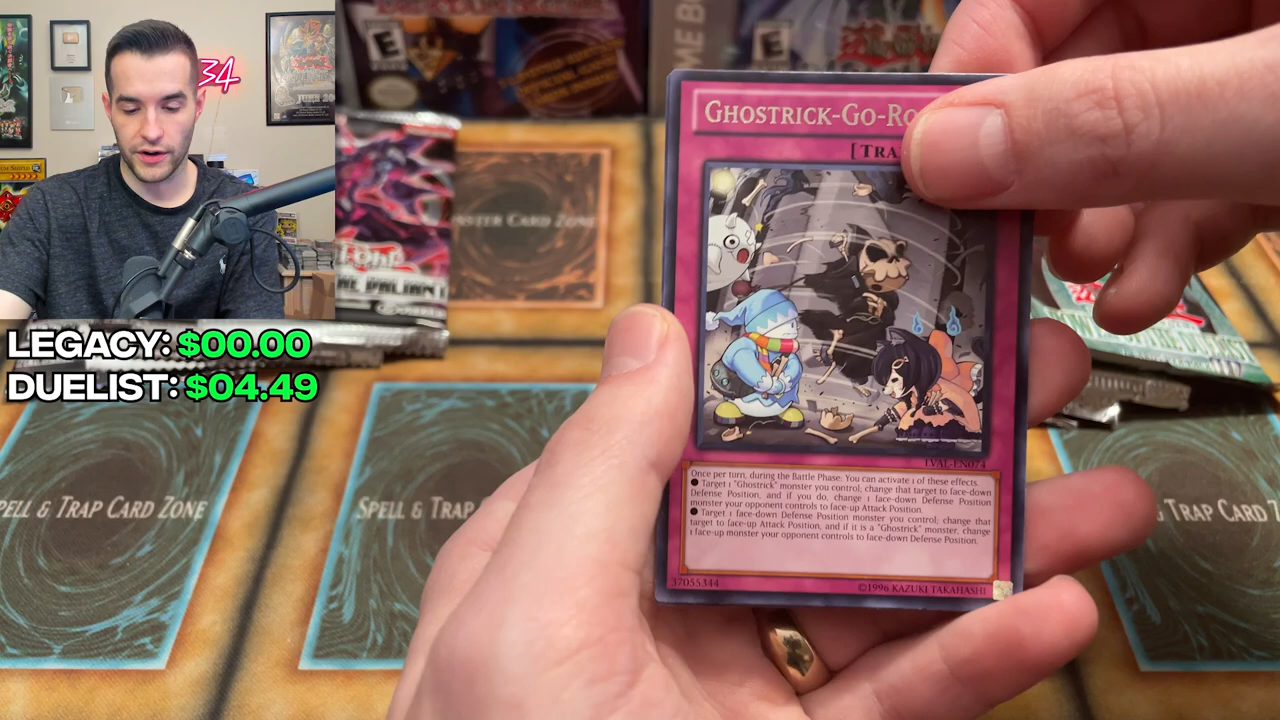 34
JUNE 20
E
E
GAME B
LEGACY: $00.00
DUELIST: $04.49
MONSTER CARD ZONE
GHOSTRICK-GO-RO
[TRA
LVAL-EN074
Once per turn, during the Battle Phase: You can activate 1 of these effects.
● Target 1 "Ghostrick" monster you control; change that target to face-down
Defense Position, and if you do, change 1 face-down Defense Position
monster your opponent controls to face-up Attack Position.
● Target 1 face-down Defense Position monster you control; change that
target to face-up Attack Position, and if it is a "Ghostrick" monster, change
1 face-up monster your opponent controls to face-down Defense Position.
37055344
©1996 KAZUKI TAKAHASHI
SPELL & TRAP CARD ZONE
SPELL & TRAP
TRAP CARD Z